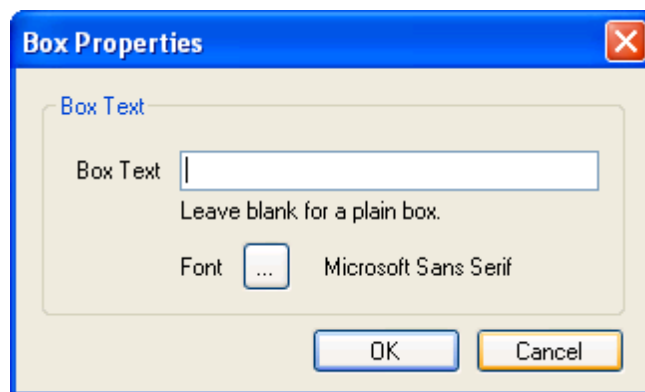 Box Properties
Box Text
Box Text
Leave blank for a plain box.
Font ... Microsoft Sans Serif
OK Cancel